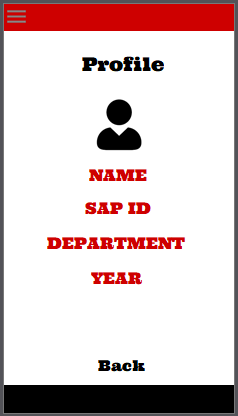 Profile
NAME
SAP ID
DEPARTMENT
YEAR
Back